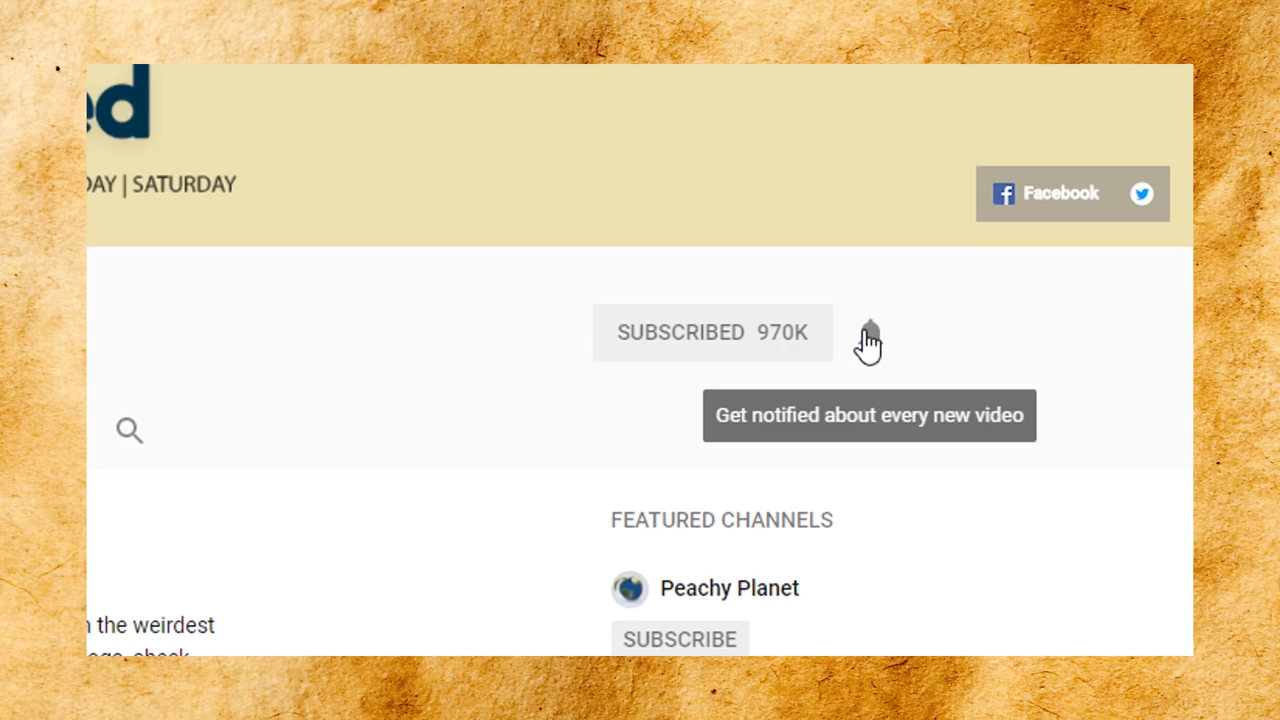 ed
DAY | SATURDAY
Facebook
SUBSCRIBED 970K
Get notified about every new video
FEATURED CHANNELS
Peachy Planet
the weirdest
SUBSCRIBE
check